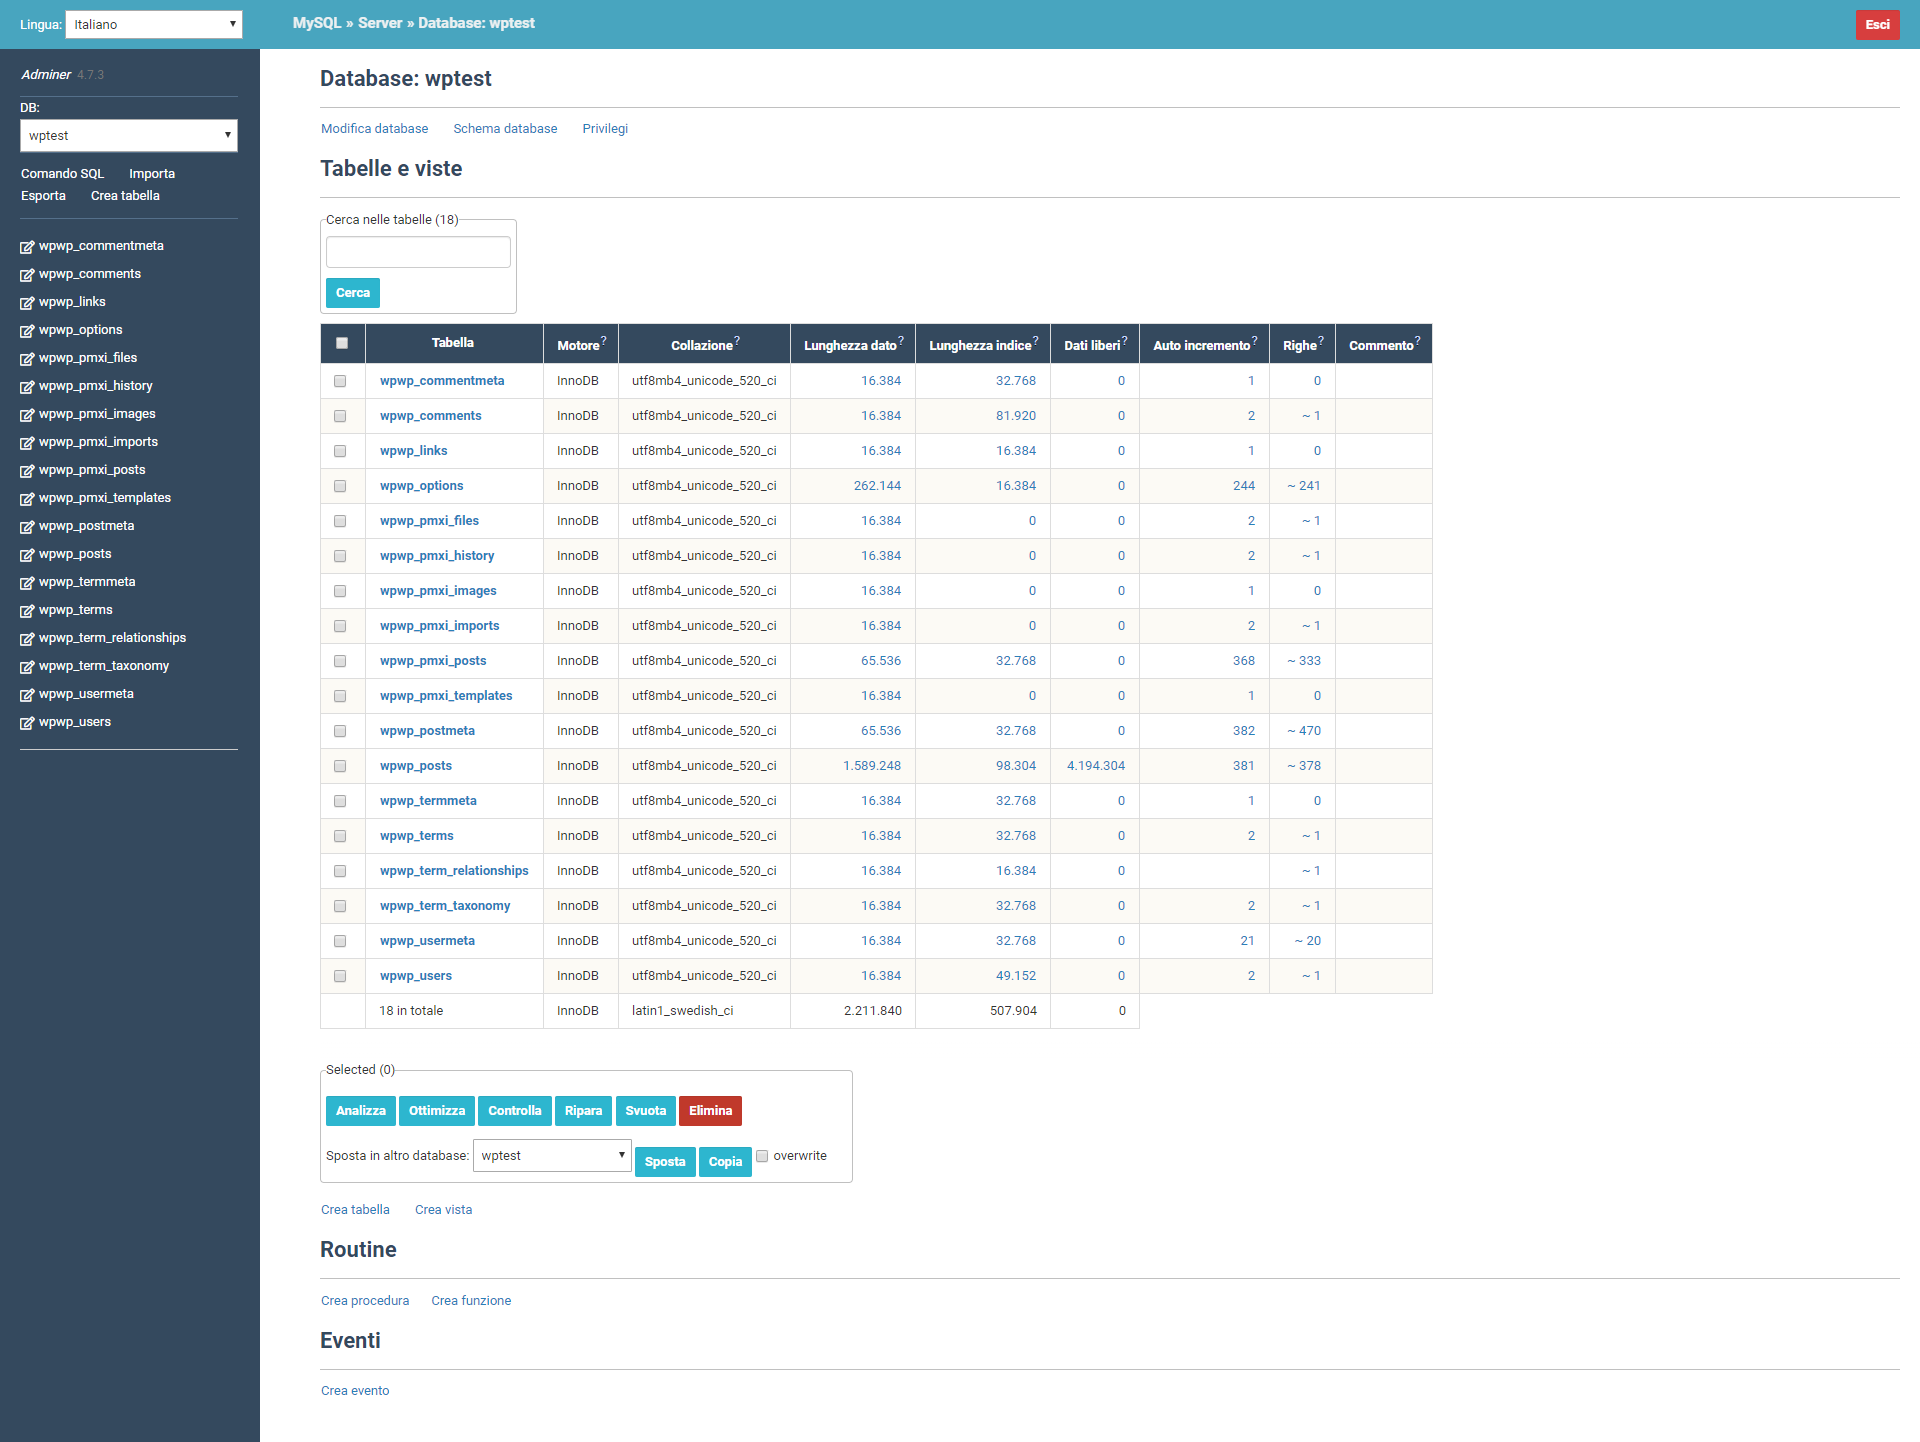 Lingua: Italiano
MySQL » Server » Database: wptest
Esci
Adminer 4.7.3
DB:
wptest
Comando SQL Importa
Esporta Crea tabella
wpwp_commentmeta
wpwp_comments
wpwp_links
wpwp_options
wpwp_pmxi_files
wpwp_pmxi_history
wpwp_pmxi_images
wpwp_pmxi_imports
wpwp_pmxi_posts
wpwp_pmxi_templates
wpwp_postmeta
wpwp_posts
wpwp_termmeta
wpwp_terms
wpwp_term_relationships
wpwp_term_taxonomy
wpwp_usermeta
wpwp_users
Database: wptest
Modifica database Schema database Privilegi
Tabelle e viste
Cerca nelle tabelle (18)
Cerca
Tabella Motore? Collazione? Lunghezza dato? Lunghezza indice? Dati liberi? Auto incremento? Righe? Commento?
wpwp_commentmeta InnoDB utf8mb4_unicode_520_ci 16.384 32.768 0 1 0
wpwp_comments InnoDB utf8mb4_unicode_520_ci 16.384 81.920 0 2 ~ 1
wpwp_links InnoDB utf8mb4_unicode_520_ci 16.384 16.384 0 1 0
wpwp_options InnoDB utf8mb4_unicode_520_ci 262.144 16.384 0 244 ~ 241
wpwp_pmxi_files InnoDB utf8mb4_unicode_520_ci 16.384 0 0 2 ~ 1
wpwp_pmxi_history InnoDB utf8mb4_unicode_520_ci 16.384 0 0 2 ~ 1
wpwp_pmxi_images InnoDB utf8mb4_unicode_520_ci 16.384 0 0 1 0
wpwp_pmxi_imports InnoDB utf8mb4_unicode_520_ci 16.384 0 0 2 ~ 1
wpwp_pmxi_posts InnoDB utf8mb4_unicode_520_ci 65.536 32.768 0 368 ~ 333
wpwp_pmxi_templates InnoDB utf8mb4_unicode_520_ci 16.384 0 0 1 0
wpwp_postmeta InnoDB utf8mb4_unicode_520_ci 65.536 32.768 0 382 ~ 470
wpwp_posts InnoDB utf8mb4_unicode_520_ci 1.589.248 98.304 4.194.304 381 ~ 378
wpwp_termmeta InnoDB utf8mb4_unicode_520_ci 16.384 32.768 0 1 0
wpwp_terms InnoDB utf8mb4_unicode_520_ci 16.384 32.768 0 2 ~ 1
wpwp_term_relationships InnoDB utf8mb4_unicode_520_ci 16.384 16.384 0 ~ 1
wpwp_term_taxonomy InnoDB utf8mb4_unicode_520_ci 16.384 32.768 0 2 ~ 1
wpwp_usermeta InnoDB utf8mb4_unicode_520_ci 16.384 32.768 0 21 ~ 20
wpwp_users InnoDB utf8mb4_unicode_520_ci 16.384 49.152 0 2 ~ 1
18 in totale InnoDB latin1_swedish_ci 2.211.840 507.904 0
Selected (0)
Analizza Ottimizza Controlla Ripara Svuota Elimina
Sposta in altro database: wptest Sposta Copia overwrite
Crea tabella Crea vista
Routine
Crea procedura Crea funzione
Eventi
Crea evento